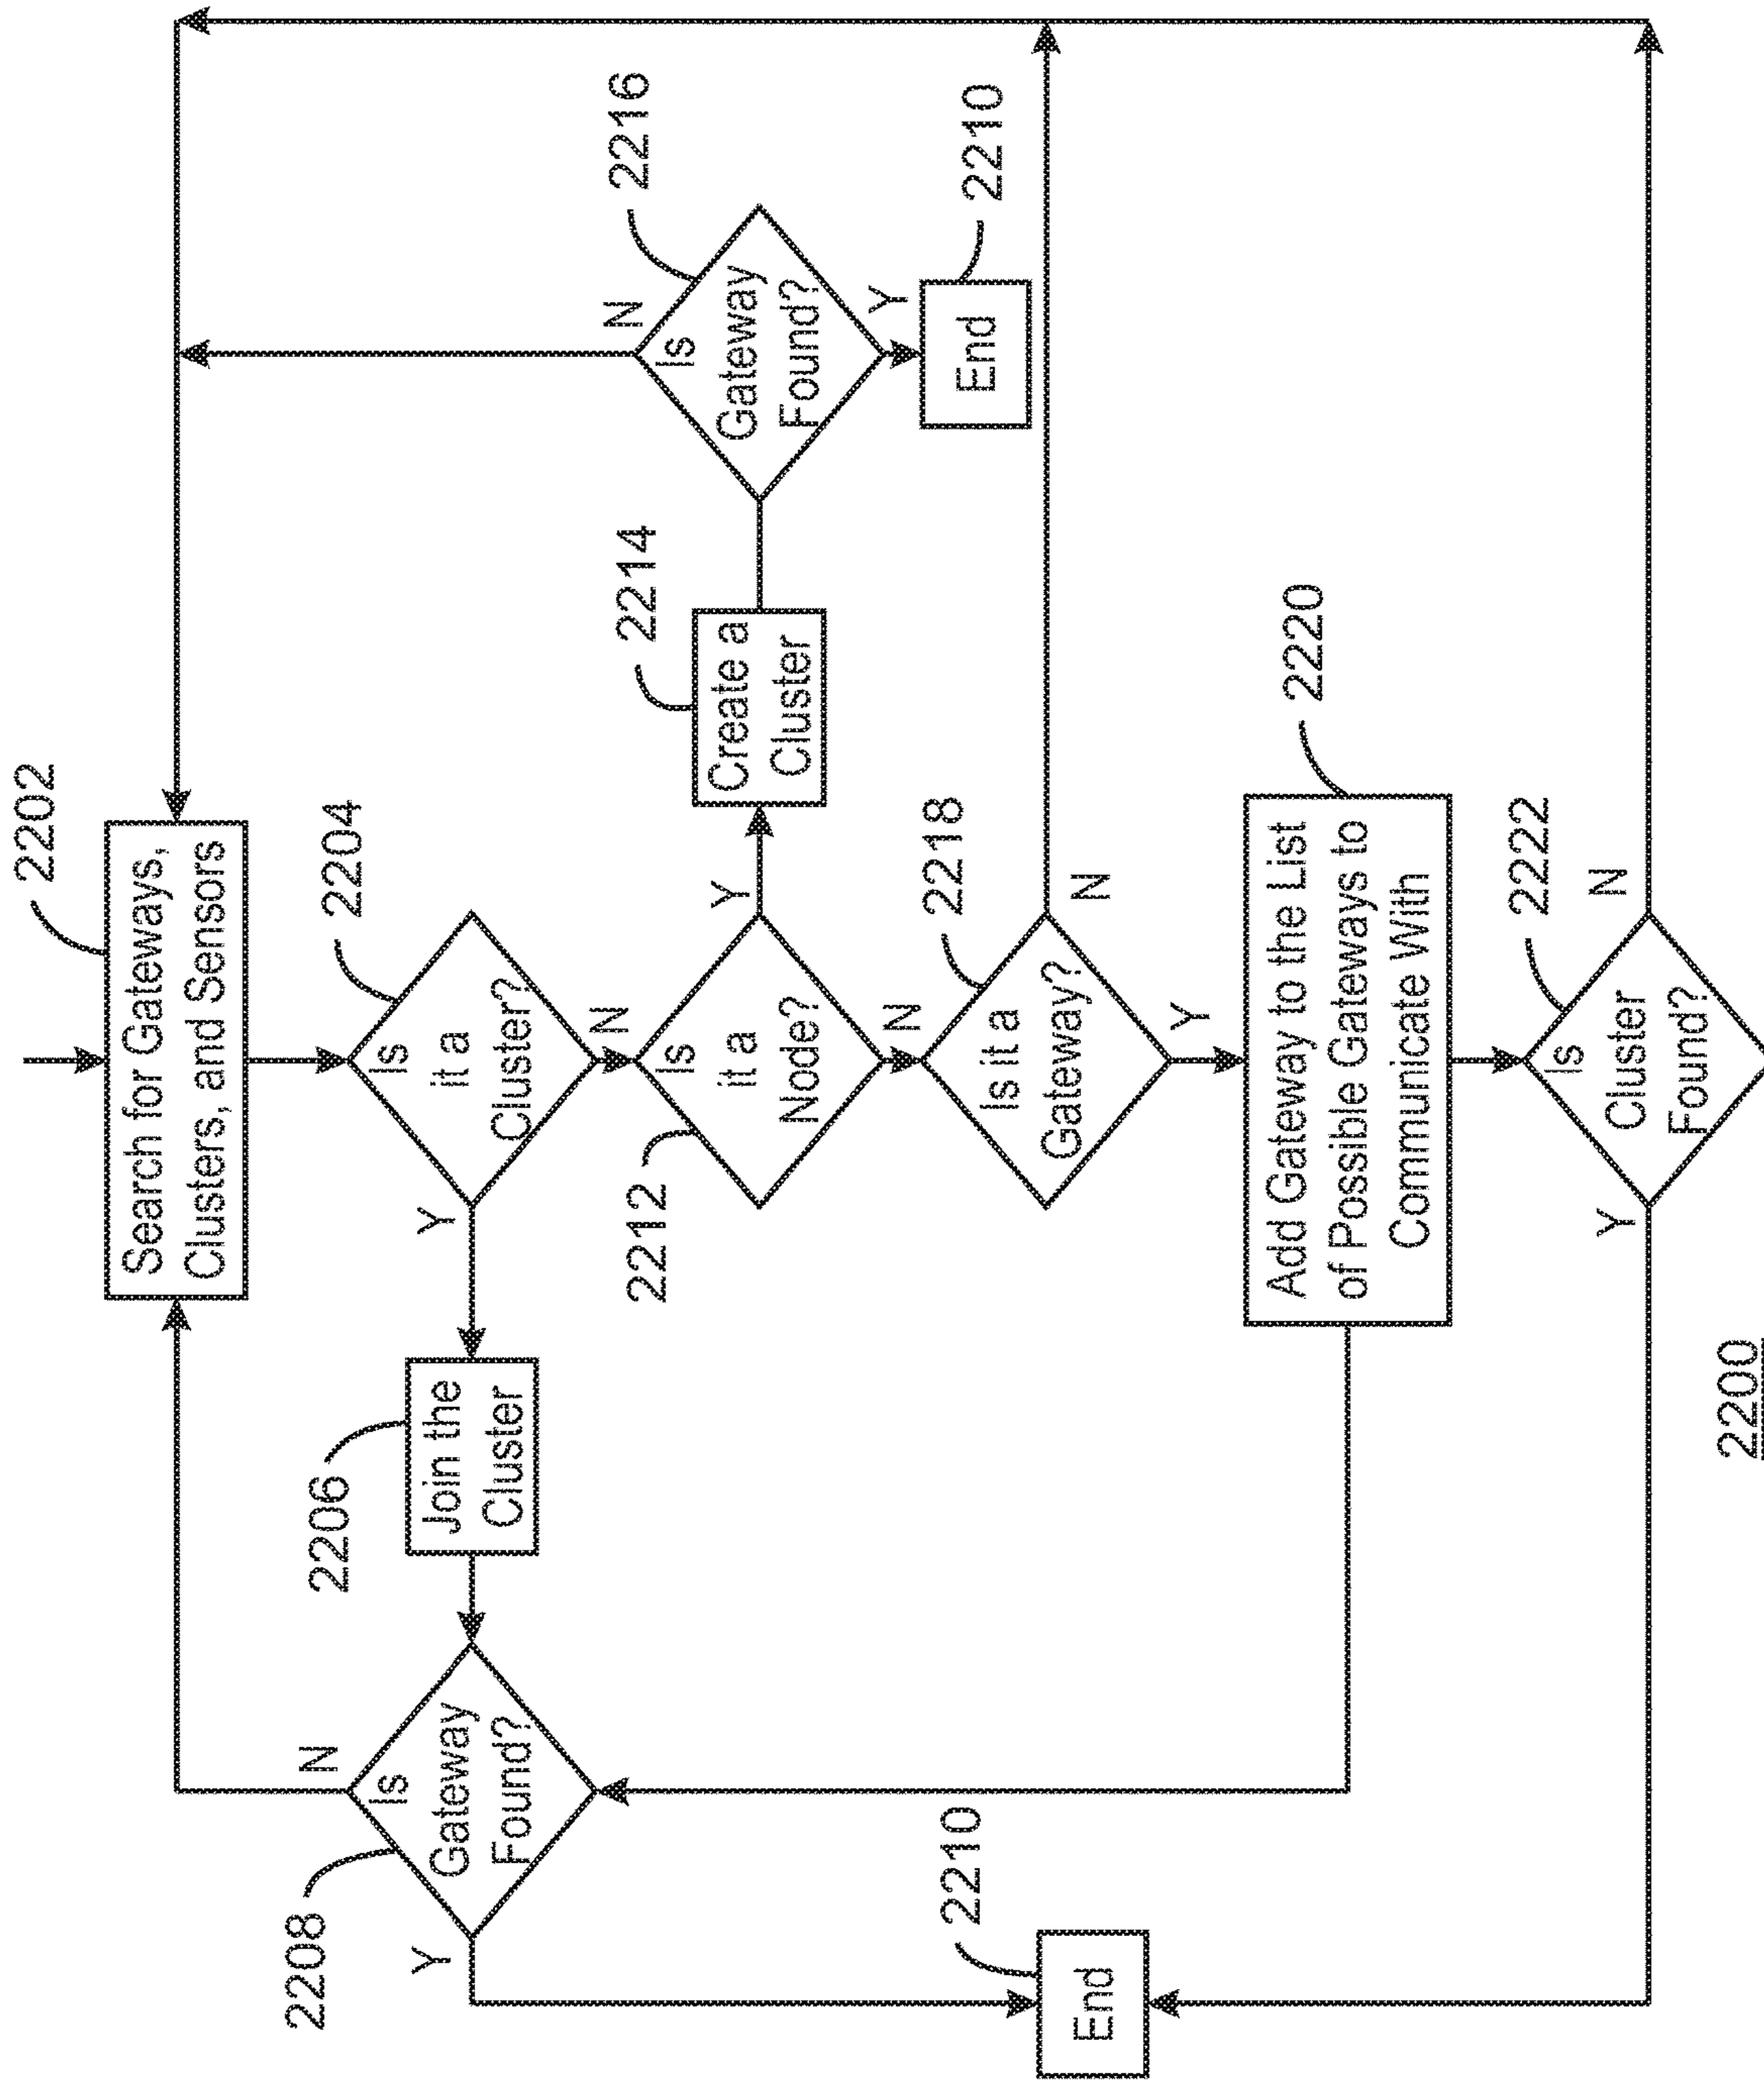 2202
Search for Gateways,
Clusters, and Sensors
2204
Is
it a
Cluster?
Y
N
2206
Join the
Cluster
2208
Is
Gateway
Found?
N
Y
2210
End
2212
Is
it a
Node?
Y
N
2214
Create a
Cluster
2216
Is
Gateway
Found?
N
Y
2210
End
2218
Is it a
Gateway?
N
Y
2220
Add Gateway to the List
of Possible Gateways to
Communicate With
2222
Is
Cluster
Found?
Y
N
2200